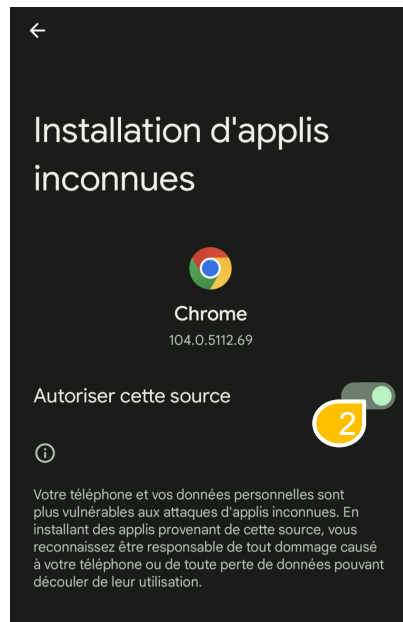 Installation d'applis
inconnues
Chrome
104.0.5112.69
Autoriser cette source
2
Votre téléphone et vos données personnelles sont
plus vulnérables aux attaques d'applis inconnues. En
installant des applis provenant de cette source, vous
reconnaissez être responsable de tout dommage causé
à votre téléphone ou de toute perte de données pouvant
découler de leur utilisation.